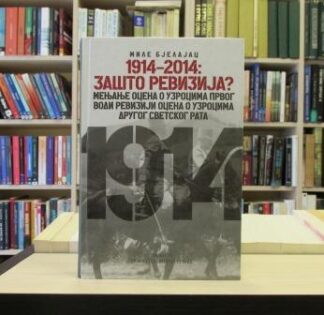 МИЛЕ БЈЕЛАЈАЦ
1914–2014:
ЗАШТО РЕВИЗИЈА?
МЕЊАЊЕ ОЦЕНА О УЗРОЦИМА ПРВОГ
ВОДИ РЕВИЗИЈИ ОЦЕНА О УЗРОЦИМА
ДРУГОГ СВЕТСКОГ РАТА
1914